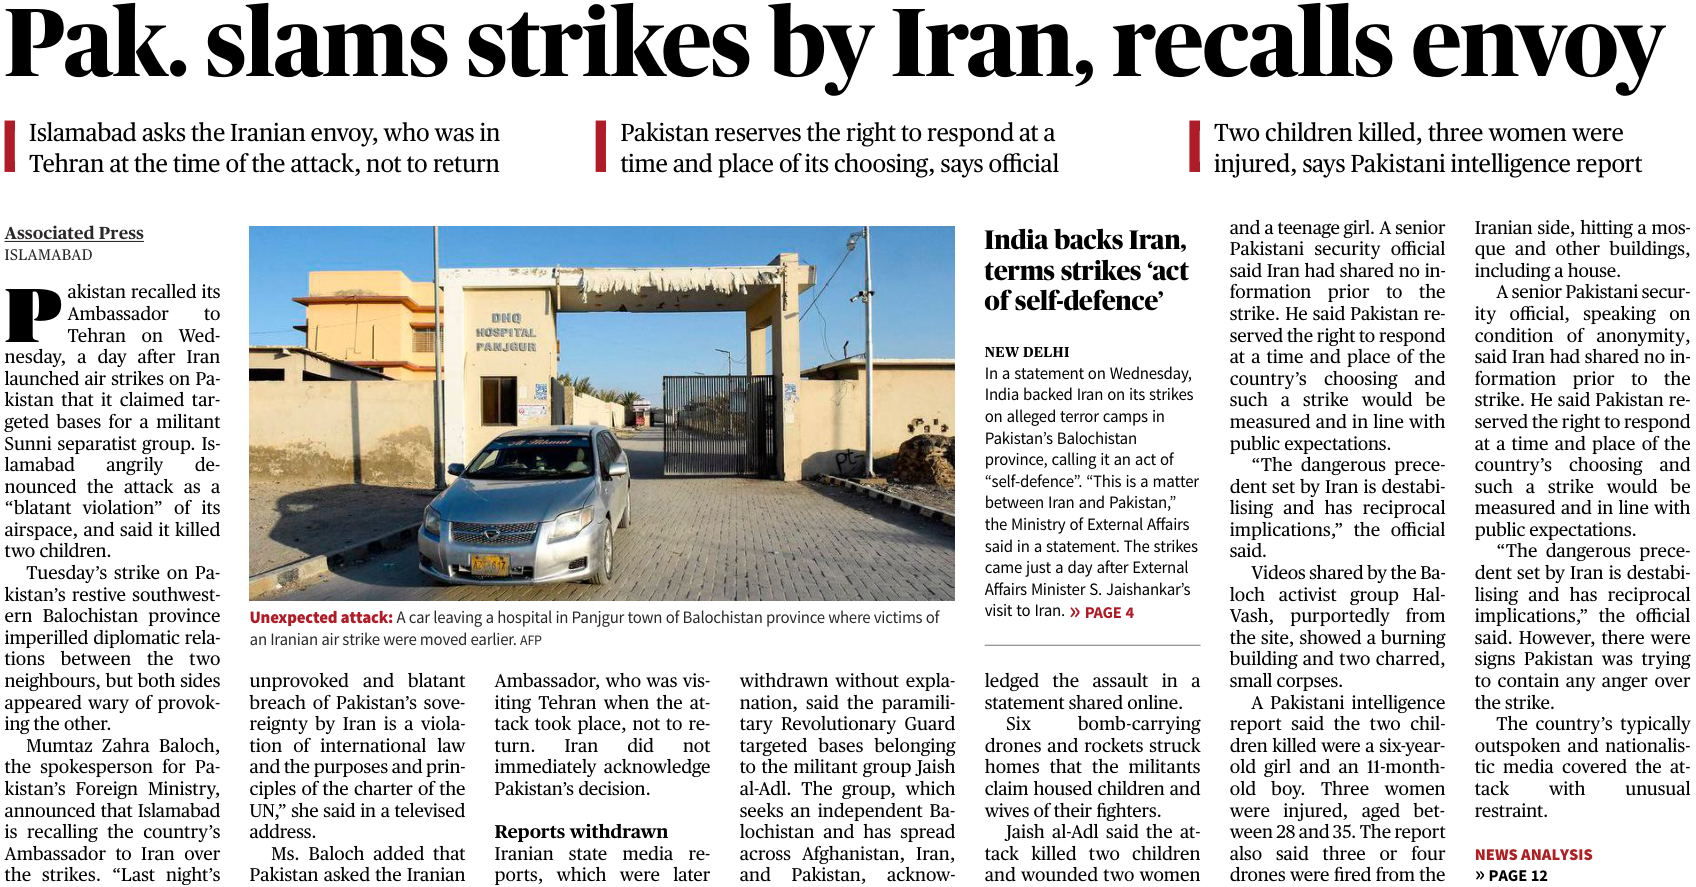 Pak. slams strikes by Iran, recalls envoy
Islamabad asks the Iranian envoy, who was in
Tehran at the time of the attack, not to return
Pakistan reserves the right to respond at a
time and place of its choosing, says official
Two children killed, three women were
injured, says Pakistani intelligence report
Associated Press
ISLAMABAD
Pakistan recalled its
Ambassador to
Tehran on Wed-
nesday, a day after Iran
launched air strikes on Pa-
kistan that it claimed tar-
geted bases for a militant
Sunni separatist group. Is-
lamabad angrily de-
nounced the attack as a
“blatant violation” of its
airspace, and said it killed
two children.
Tuesday’s strike on Pa-
kistan’s restive southwest-
ern Balochistan province
imperilled diplomatic rela-
tions between the two
neighbours, but both sides
appeared wary of provok-
ing the other.
Mumtaz Zahra Baloch,
the spokesperson for Pa-
kistan’s Foreign Ministry,
announced that Islamabad
is recalling the country’s
Ambassador to Iran over
the strikes. “Last night’s
DHQ
HOSPITAL
PANJGUR
pt-
Unexpected attack: A car leaving a hospital in Panjgur town of Balochistan province where victims of
an Iranian air strike were moved earlier. AFP
unprovoked and blatant
breach of Pakistan’s sove-
reignty by Iran is a viola-
tion of international law
and the purposes and prin-
ciples of the charter of the
UN,” she said in a televised
address.
Ms. Baloch added that
Pakistan asked the Iranian
Ambassador, who was vis-
iting Tehran when the at-
tack took place, not to re-
turn. Iran did not
immediately acknowledge
Pakistan’s decision.
Reports withdrawn
Iranian state media re-
ports, which were later
withdrawn without expla-
nation, said the paramili-
tary Revolutionary Guard
targeted bases belonging
to the militant group Jaish
al-Adl. The group, which
seeks an independent Ba-
lochistan and has spread
across Afghanistan, Iran,
and Pakistan, acknow-
India backs Iran,
terms strikes ‘act
of self-defence’
NEW DELHI
In a statement on Wednesday,
India backed Iran on its strikes
on alleged terror camps in
Pakistan’s Balochistan
province, calling it an act of
“self-defence”. “This is a matter
between Iran and Pakistan,”
the Ministry of External Affairs
said in a statement. The strikes
came just a day after External
Affairs Minister S. Jaishankar’s
visit to Iran. » PAGE 4
ledged the assault in a
statement shared online.
Six bomb-carrying
drones and rockets struck
homes that the militants
claim housed children and
wives of their fighters.
Jaish al-Adl said the at-
tack killed two children
and wounded two women
and a teenage girl. A senior
Pakistani security official
said Iran had shared no in-
formation prior to the
strike. He said Pakistan re-
served the right to respond
at a time and place of the
country’s choosing and
such a strike would be
measured and in line with
public expectations.
“The dangerous prece-
dent set by Iran is destabi-
lising and has reciprocal
implications,” the official
said.
Videos shared by the Ba-
loch activist group Hal-
Vash, purportedly from
the site, showed a burning
building and two charred,
small corpses.
A Pakistani intelligence
report said the two chil-
dren killed were a six-year-
old girl and an 11-month-
old boy. Three women
were injured, aged bet-
ween 28 and 35. The report
also said three or four
drones were fired from the
Iranian side, hitting a mos-
que and other buildings,
including a house.
A senior Pakistani secur-
ity official, speaking on
condition of anonymity,
said Iran had shared no in-
formation prior to the
strike. He said Pakistan re-
served the right to respond
at a time and place of the
country’s choosing and
such a strike would be
measured and in line with
public expectations.
“The dangerous prece-
dent set by Iran is destabi-
lising and has reciprocal
implications,” the official
said. However, there were
signs Pakistan was trying
to contain any anger over
the strike.
The country’s typically
outspoken and nationalis-
tic media covered the at-
tack with unusual
restraint.
NEWS ANALYSIS
» PAGE 12